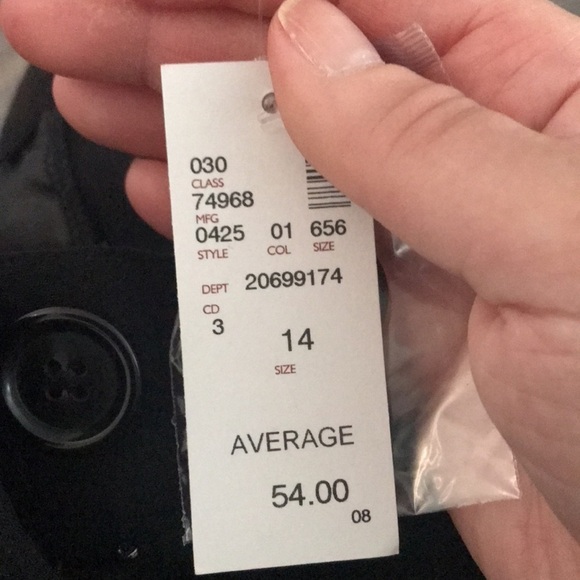 030
CLASS
74968
MFG
0425 01 656
STYLE COL SIZE
DEPT 20699174
CD
3
14
SIZE
AVERAGE
54.00
08